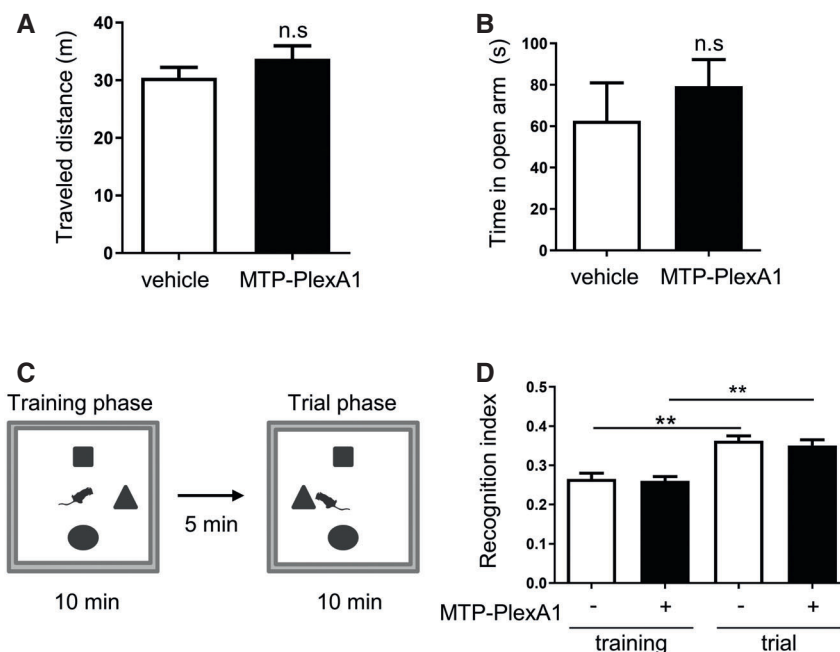 A
Traveled distance (m)
40
30
20
10
0
n.s
vehicle
MTP-PlexA1
B
Time in open arm (s)
100
80
60
40
20
0
n.s
vehicle
MTP-PlexA1
C
Training phase
Trial phase
5 min
10 min
10 min
D
Recognition index
0.5
0.4
0.3
0.2
0.1
0.0
**
**
MTP-PlexA1 - + - +
training trial